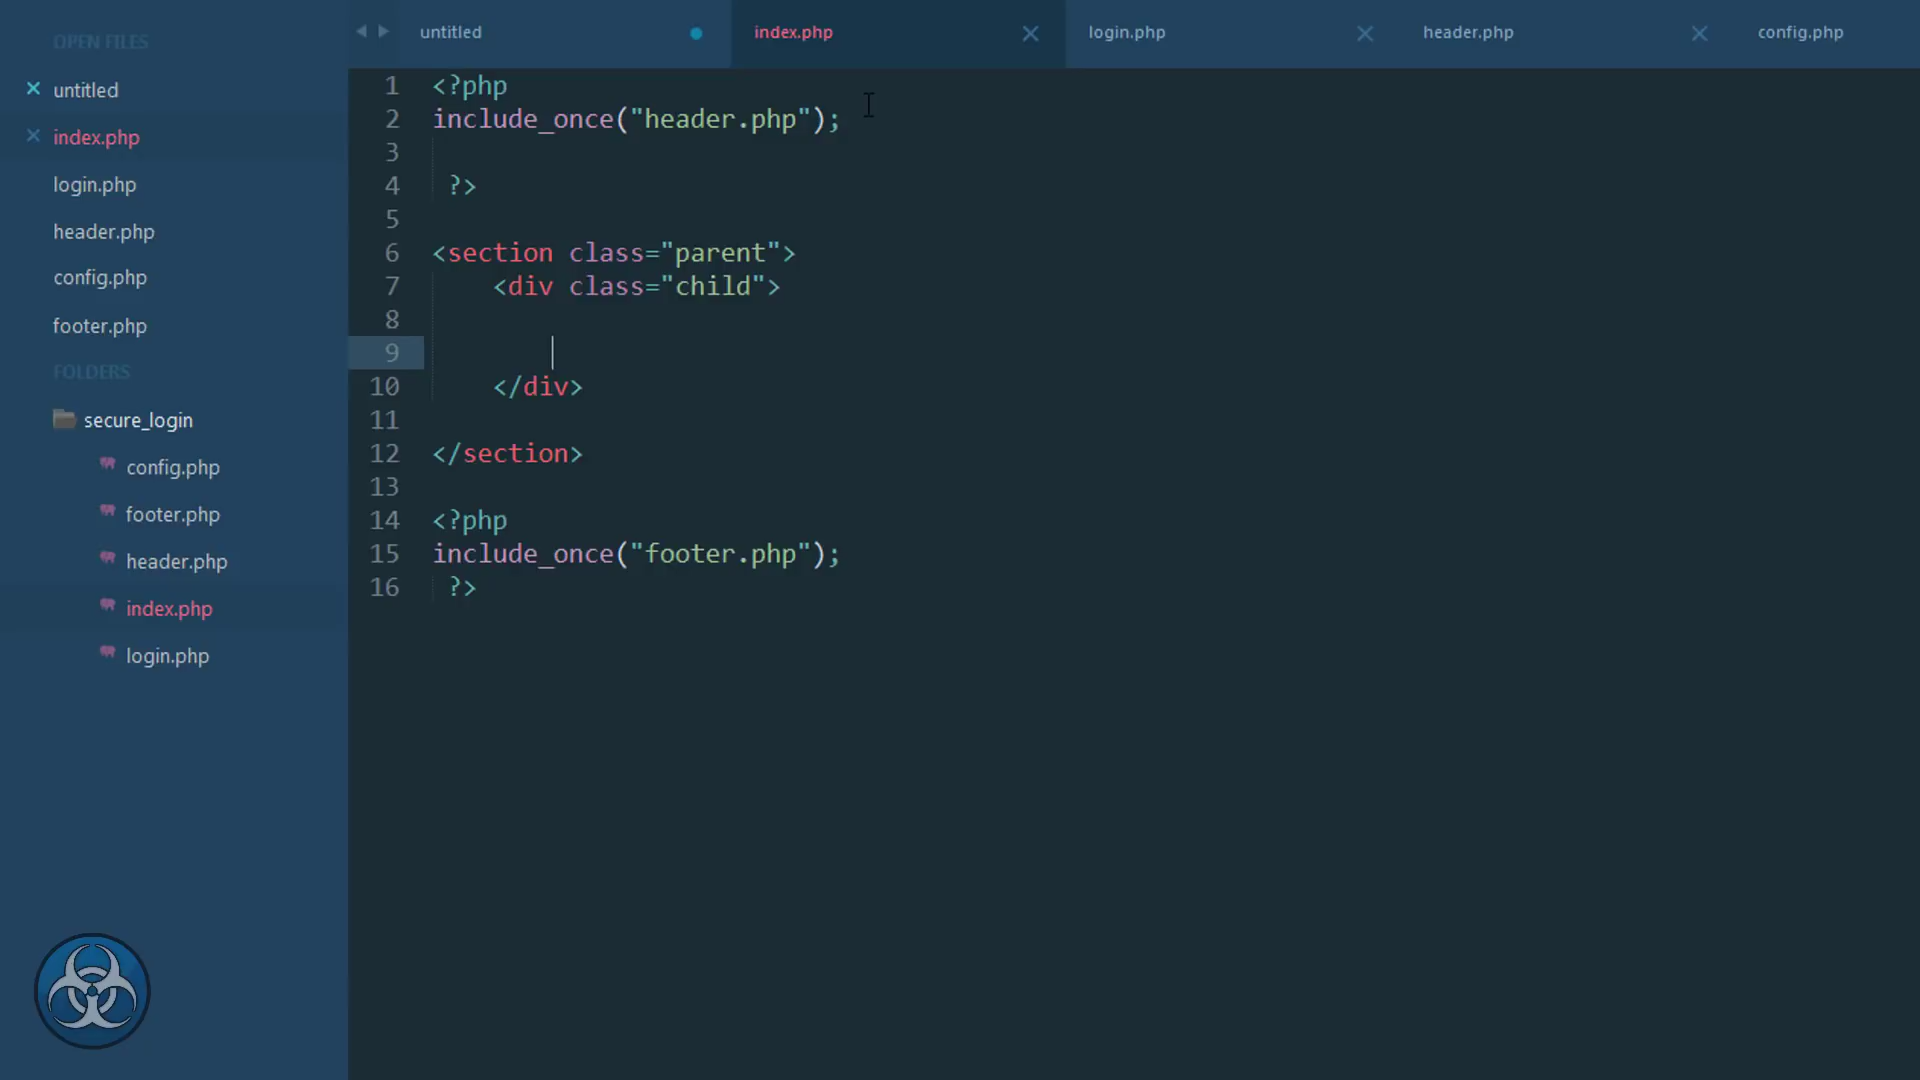 OPEN FILES
untitled
index.php
login.php
header.php
config.php
footer.php
FOLDERS
secure_login
config.php
footer.php
header.php
index.php
login.php
untitled index.php login.php header.php config.php
1 <?php
2 include_once("header.php");
3
4 ?>
5
6 <section class="parent">
7 <div class="child">
8
9
10 </div>
11
12 </section>
13
14 <?php
15 include_once("footer.php");
16 ?>